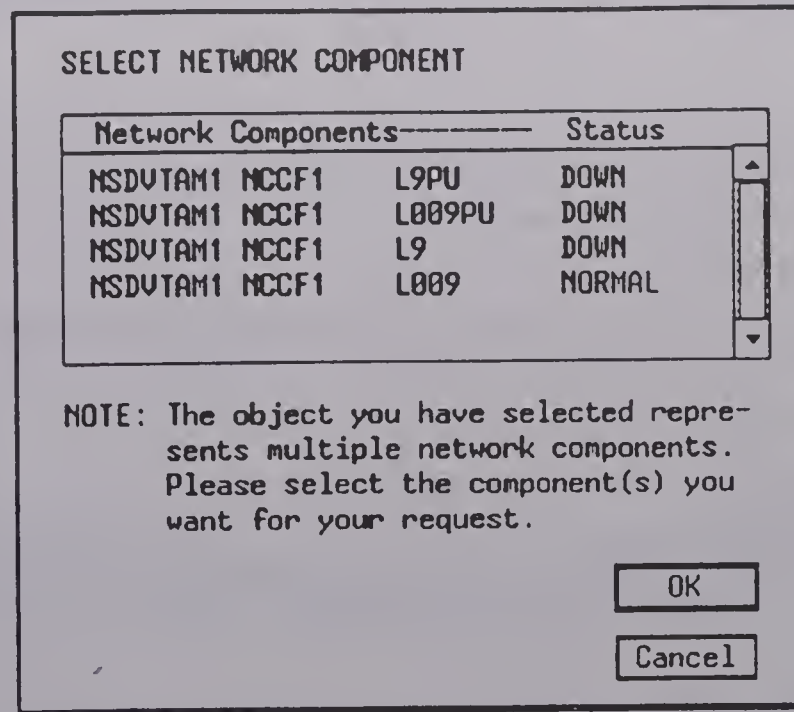 SELECT NETWORK COMPONENT
Network Components------- Status
NSDVTAM1 NCCF1 L9PU DOWN
NSDVTAM1 NCCF1 L009PU DOWN
NSDVTAM1 NCCF1 L9 DOWN
NSDVTAM1 NCCF1 L009 NORMAL
NOTE: The object you have selected repre-
sents multiple network components.
Please select the component(s) you
want for your request.
OK
Cancel